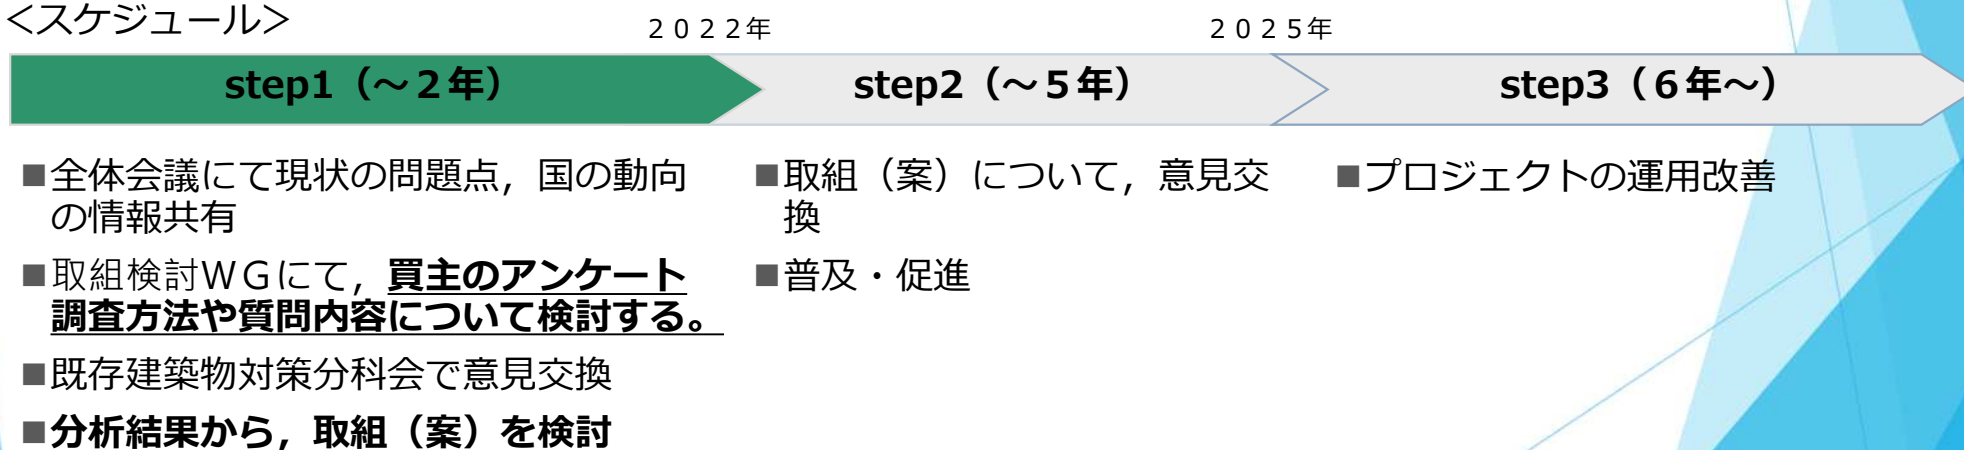 <スケジュール>
２０２２年
２０２５年
step1（～２年）
step2（～５年）
step3（６年～）
■全体会議にて現状の問題点，国の動向
の情報共有
■取組検討ＷＧにて，買主のアンケート
調査方法や質問内容について検討する。
■既存建築物対策分科会で意見交換
■分析結果から，取組（案）を検討
■取組（案）について，意見交
換
■普及・促進
■プロジェクトの運用改善